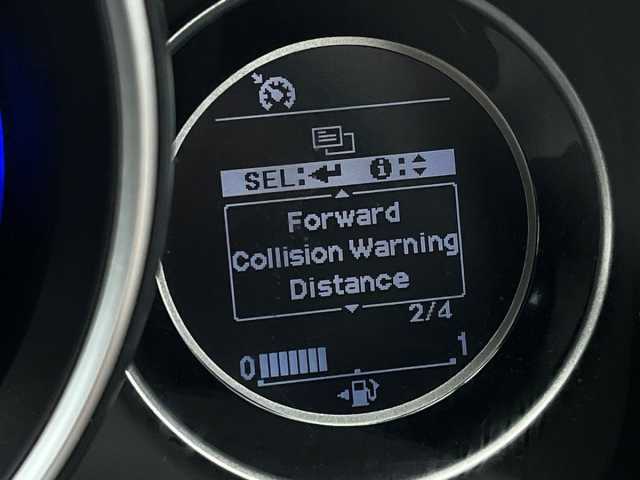 SEL: i :
Forward
Collision Warning
Distance
2/4
0 1